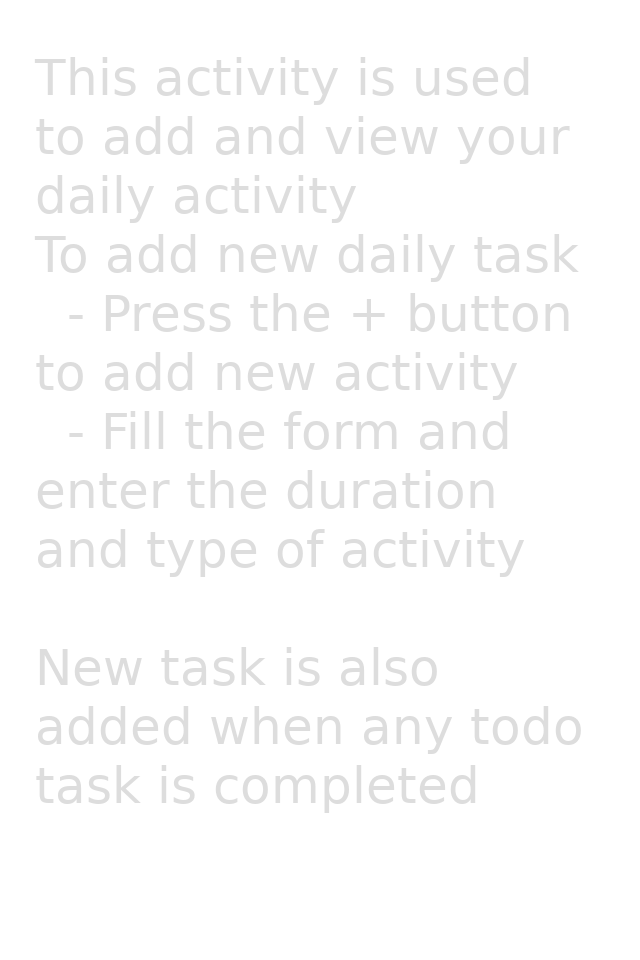 This activity is used
to add and view your
daily activity
To add new daily task
  - Press the + button
to add new activity
  - Fill the form and
enter the duration
and type of activity

New task is also
added when any todo
task is completed